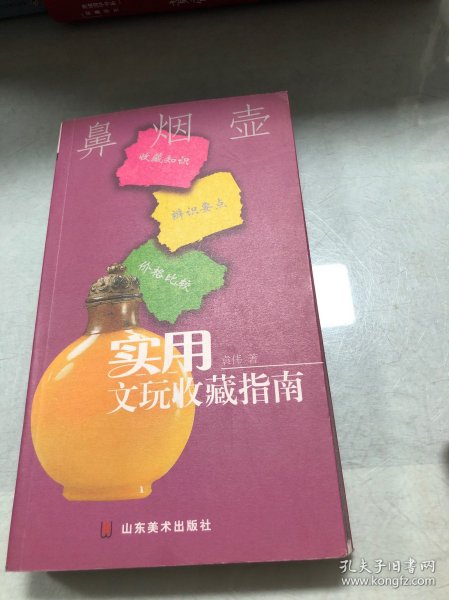 鼻烟壶
收藏知识
辨识要点
价格比较
实用
袁伟 著
文玩收藏指南
山东美术出版社
孔夫子旧书网
www.kongfz.com